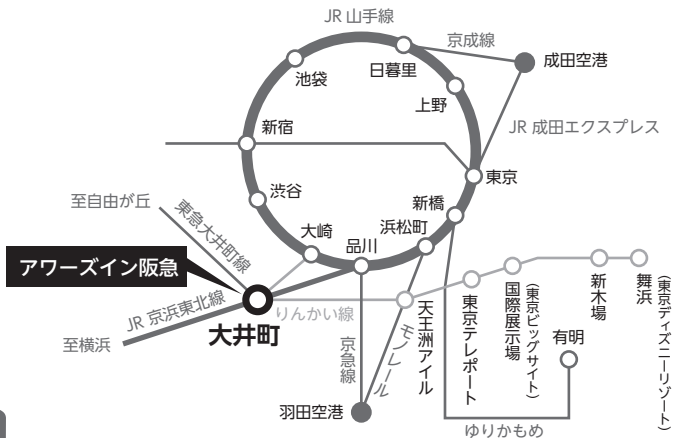 JR 山手線
京成線
成田空港
日暮里
池袋
上野
JR 成田エクスプレス
新宿
東京
渋谷
新橋
至自由が丘
東急大井町線
大崎
品川
浜松町
アワーズイン阪急
JR 京浜東北線
大井町
りんかい線
至横浜
京急線
モノレール
天王洲アイル
東京テレポート
国際展示場
(東京ビッグサイト)
新木場
舞浜
(東京ディズニーリゾート)
有明
羽田空港
ゆりかもめ